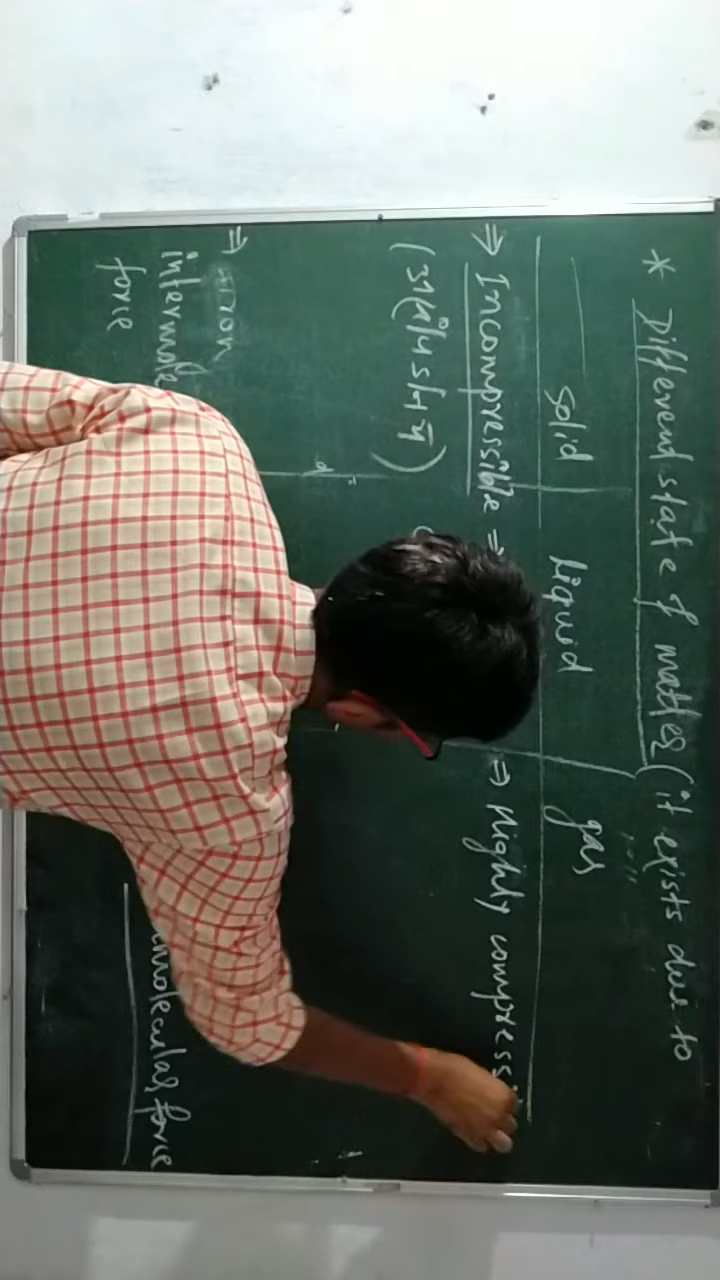 * Different state of matter (it exists due to
Solid Liquid gas
⇒ Incompressible ⇒ ⇒ Highly compressi
(असंपीड्य)
⇒
intermole
force
molecular force